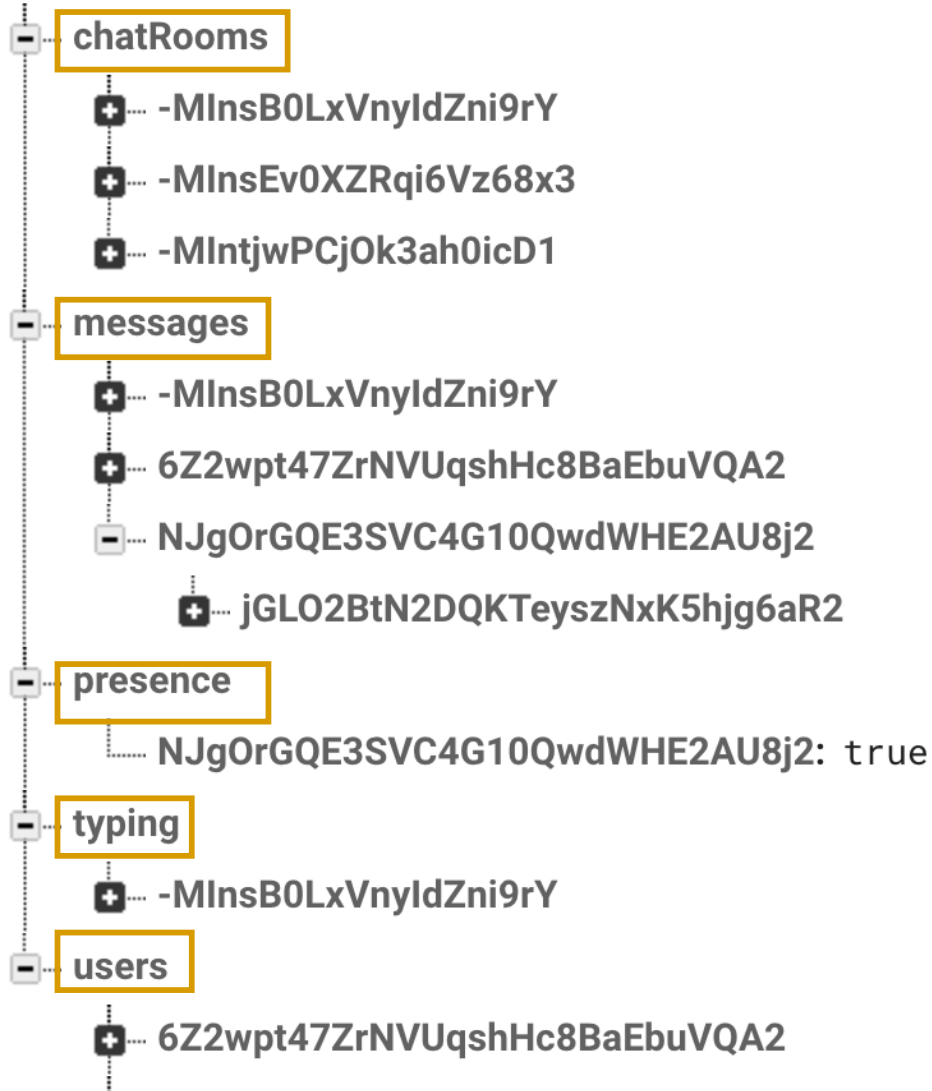 chatRooms
-MInsB0LxVnyIdZni9rY
-MInsEv0XZRqi6Vz68x3
-MIntjwPCjOk3ah0icD1
messages
-MInsB0LxVnyIdZni9rY
6Z2wpt47ZrNVUqshHc8BaEbuVQA2
NJgOrGQE3SVC4G10QwdWHE2AU8j2
jGLO2BtN2DQKTeyszNxK5hjg6aR2
presence
NJgOrGQE3SVC4G10QwdWHE2AU8j2: true
typing
-MInsB0LxVnyIdZni9rY
users
6Z2wpt47ZrNVUqshHc8BaEbuVQA2